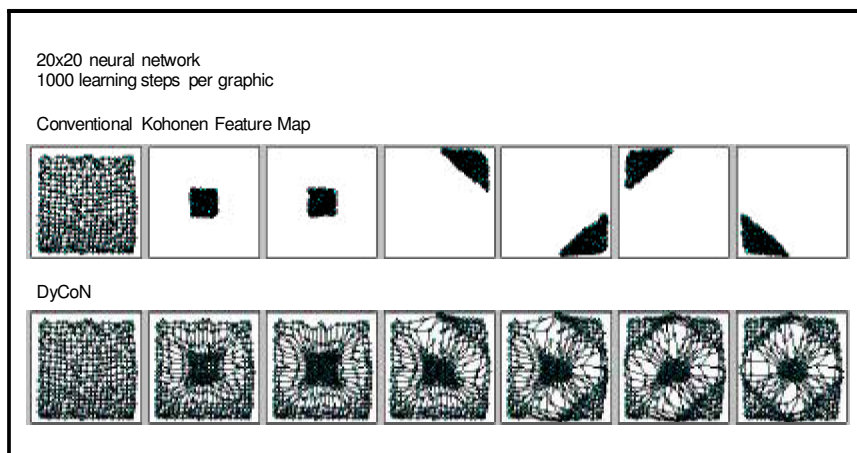 20x20 neural network
1000 learning steps per graphic
Conventional Kohonen Feature Map
DyCoN